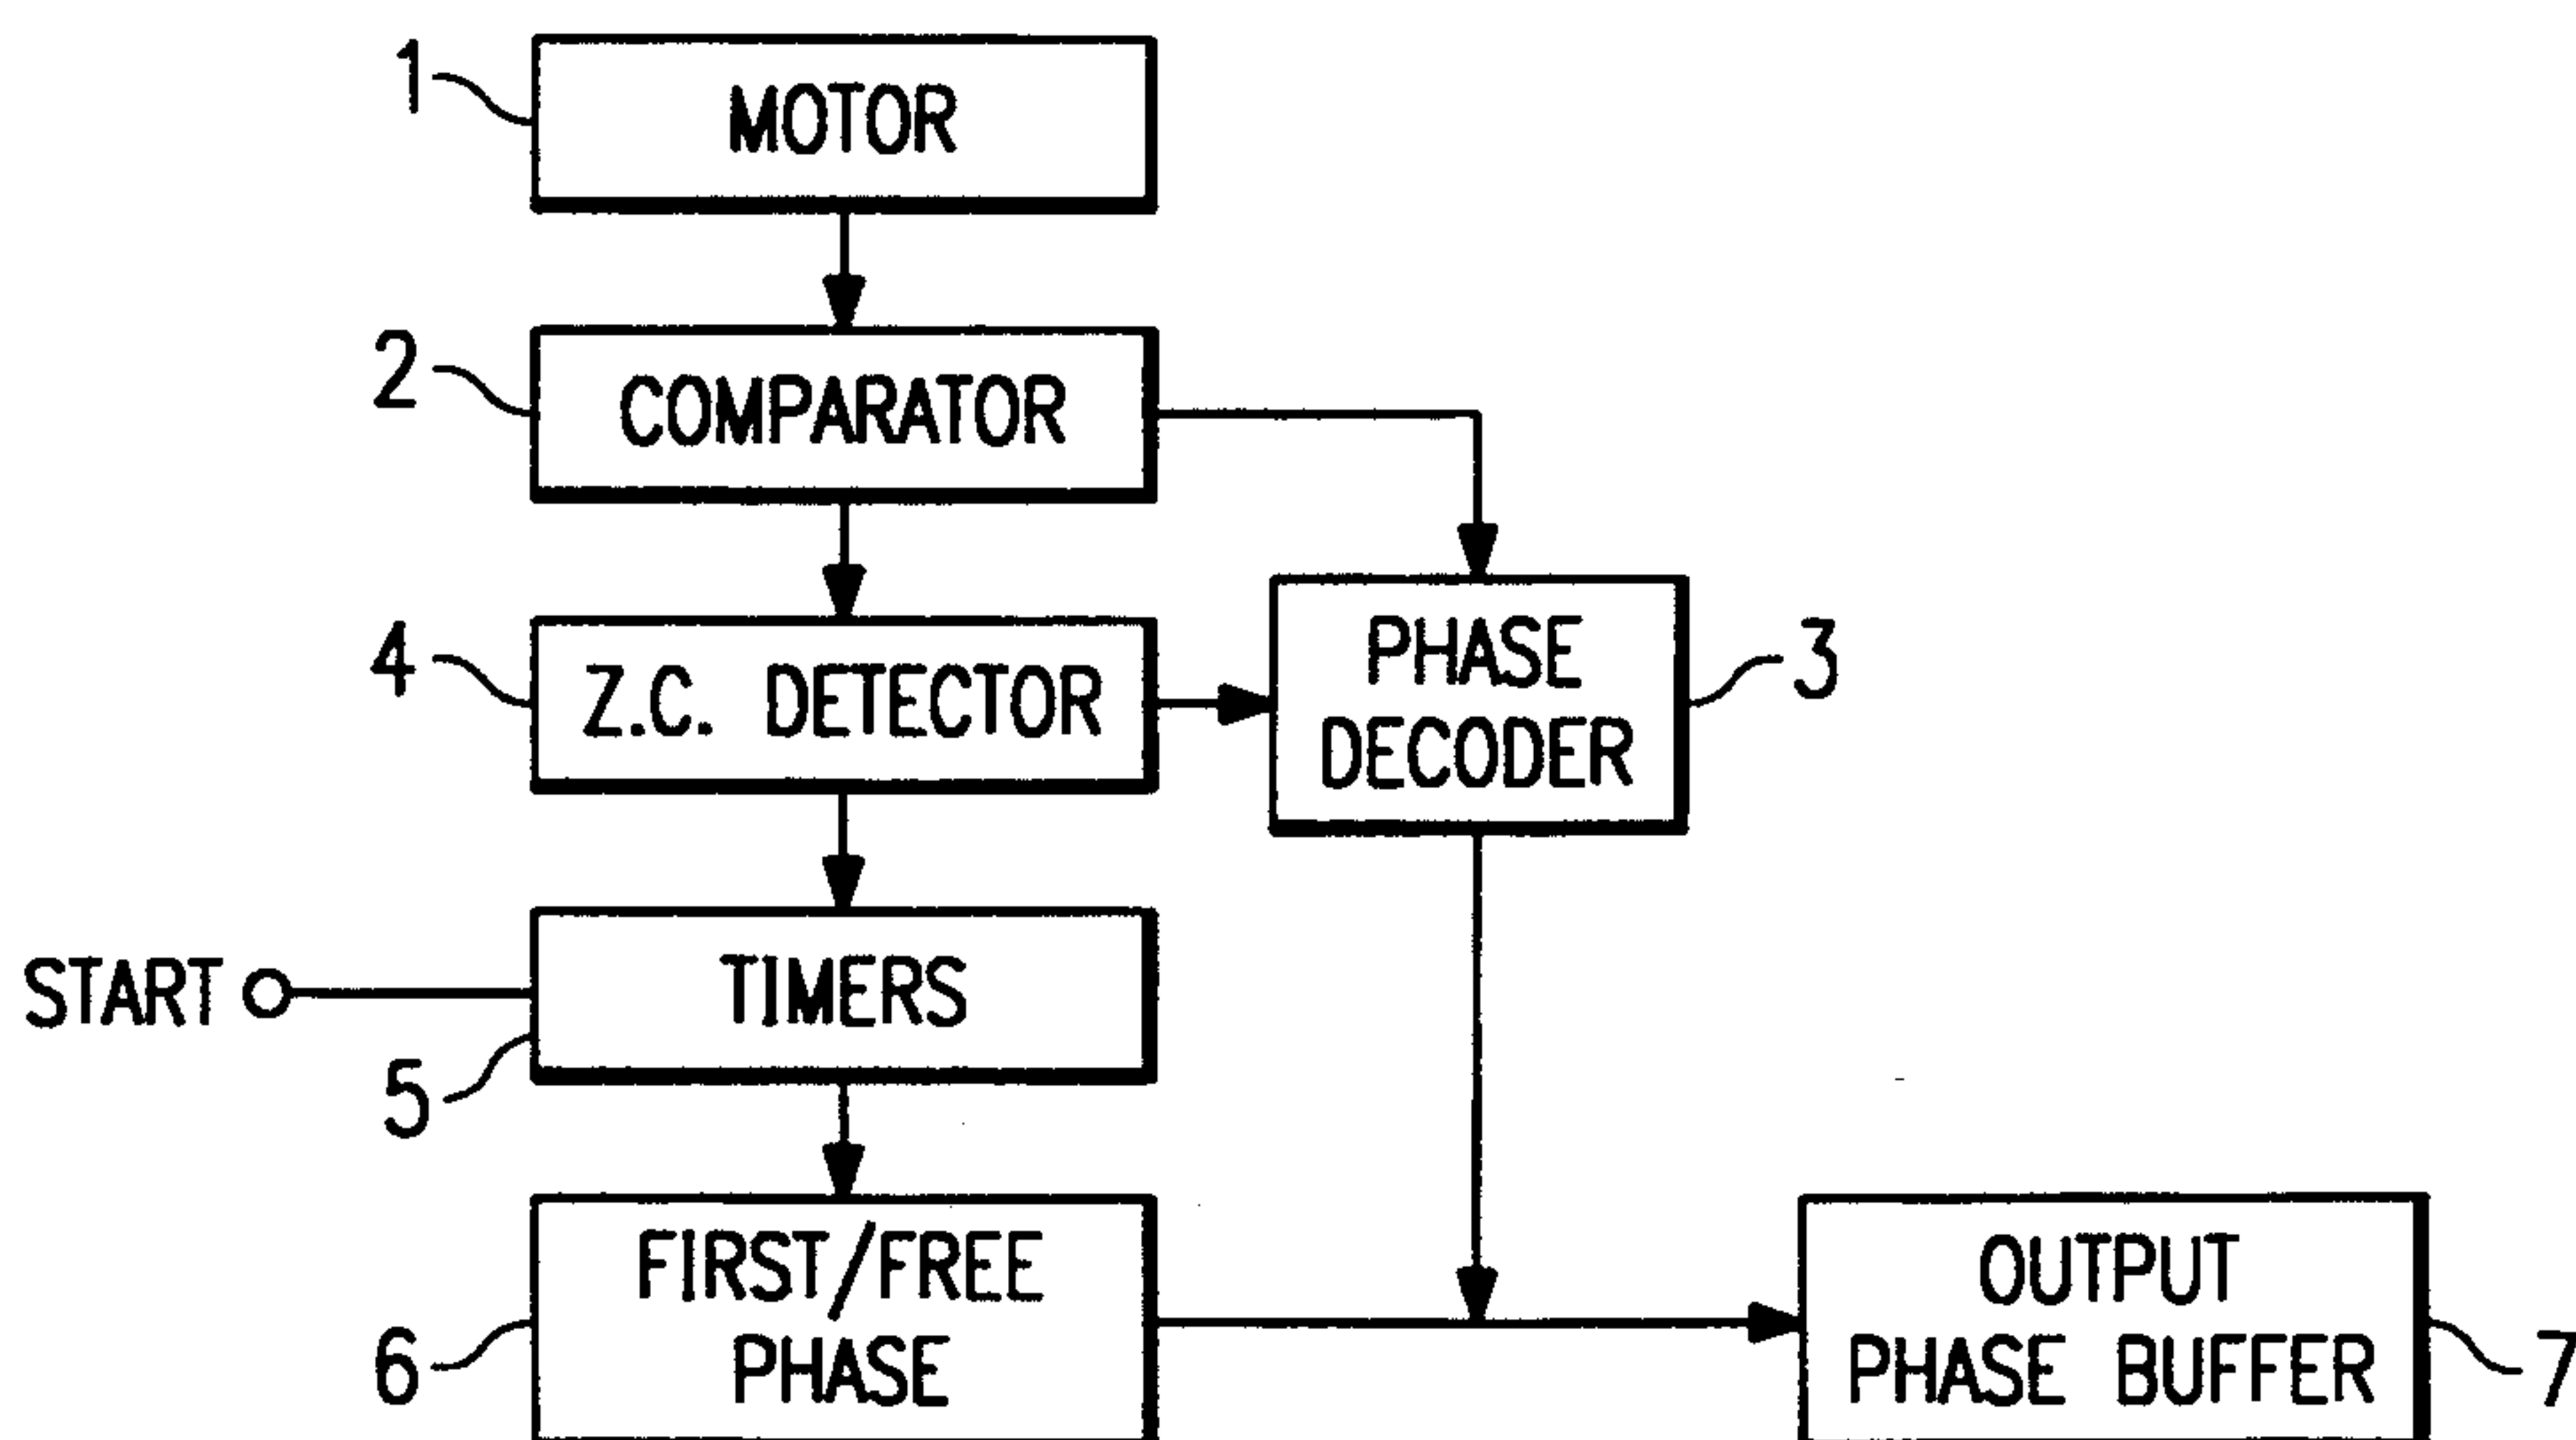 1
MOTOR
2
COMPARATOR
4
Z.C. DETECTOR
PHASE
DECODER
3
START
TIMERS
5
FIRST/FREE
PHASE
6
OUTPUT
PHASE BUFFER
7